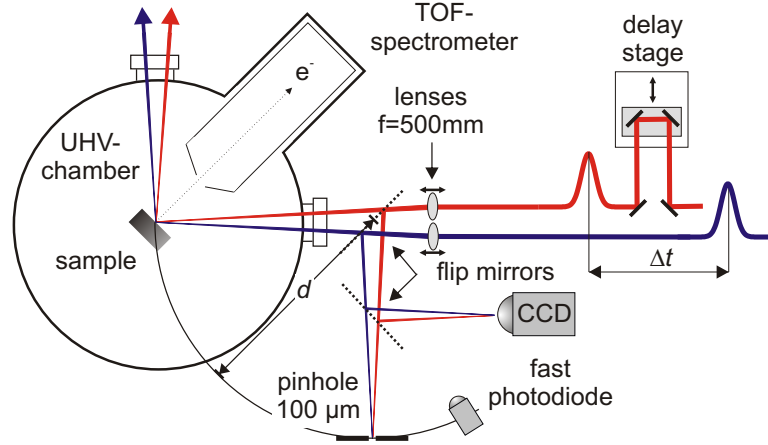 TOF-
spectrometer
delay
stage
e-
lenses
f=500mm
UHV-
chamber
sample
d
flip mirrors
Δt
CCD
pinhole
100 µm
fast
photodiode